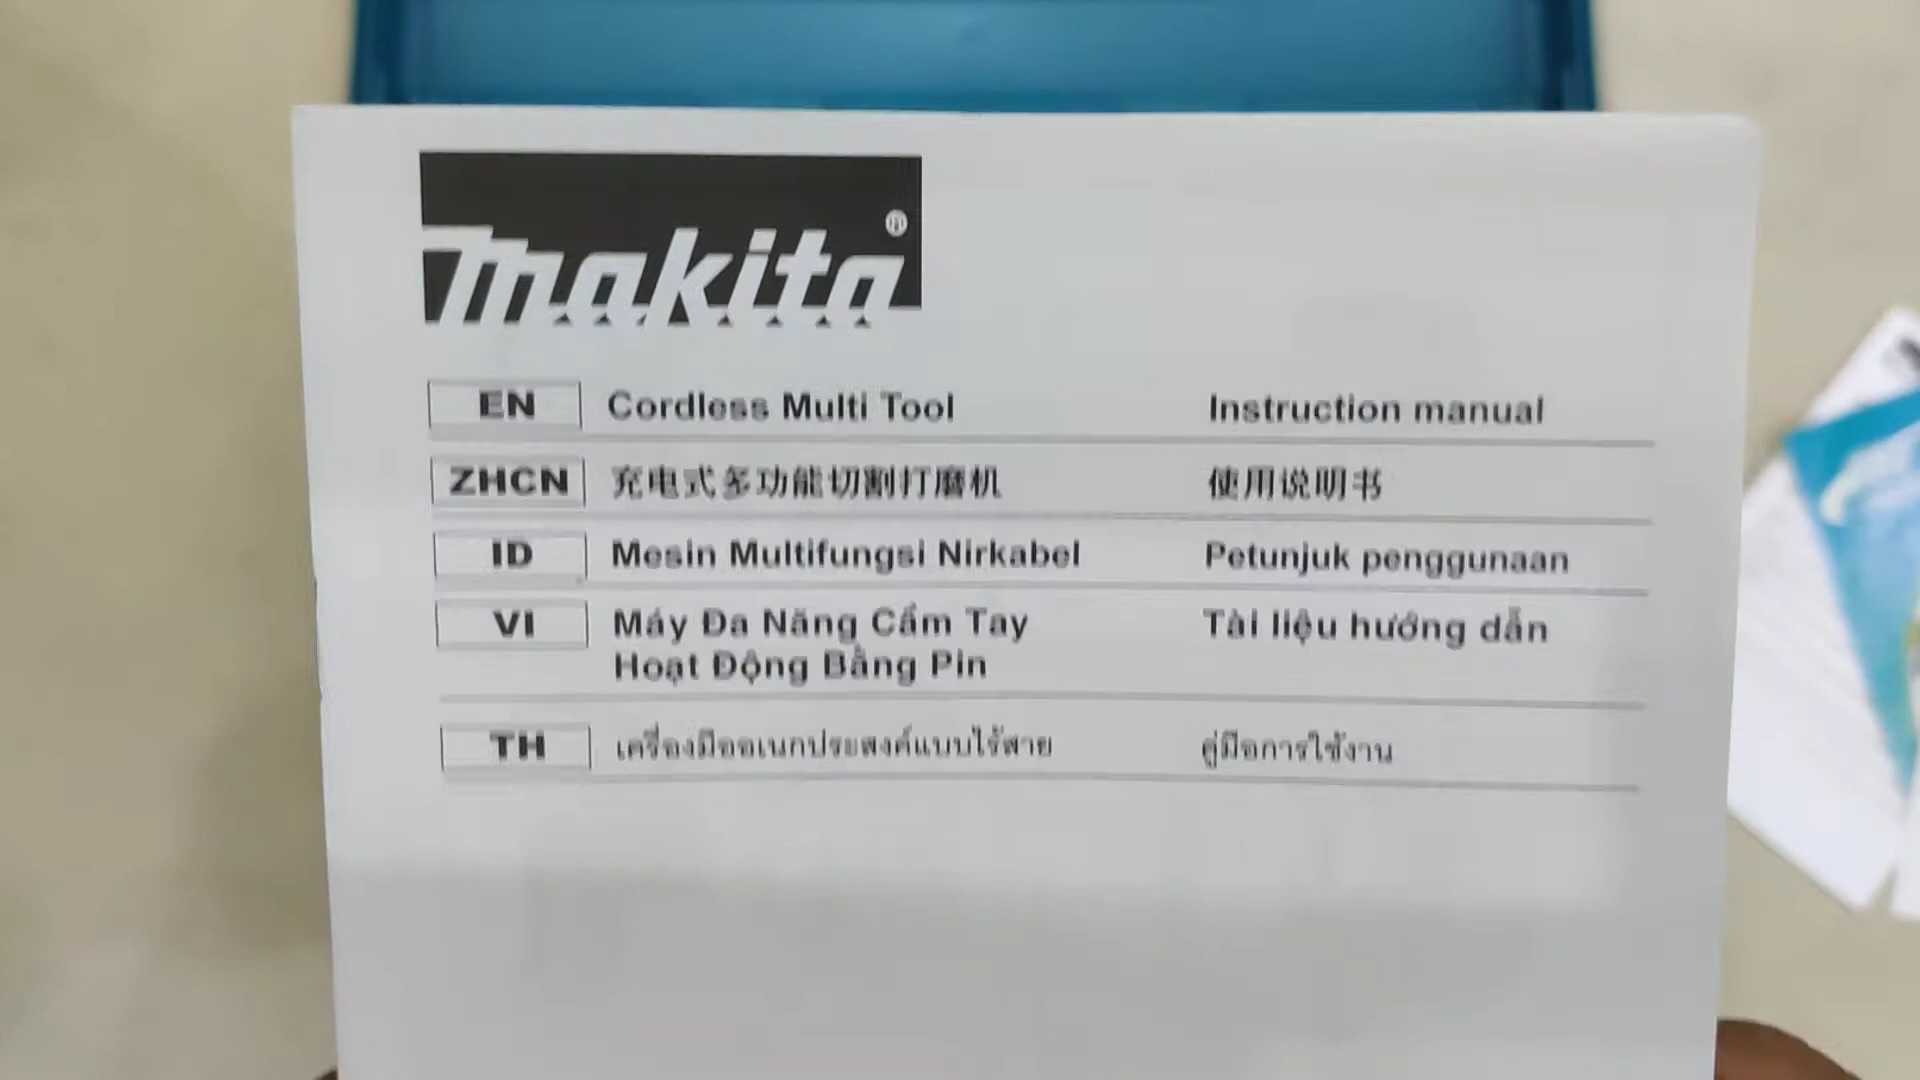 makita®
EN Cordless Multi Tool Instruction manual
ZHCN 充电式多功能切割打磨机 使用说明书
ID Mesin Multifungsi Nirkabel Petunjuk penggunaan
VI Máy Đa Năng Cầm Tay Tài liệu hướng dẫn
Hoạt Động Bằng Pin
TH เครื่องมืออเนกประสงค์แบบไร้สาย คู่มือการใช้งาน